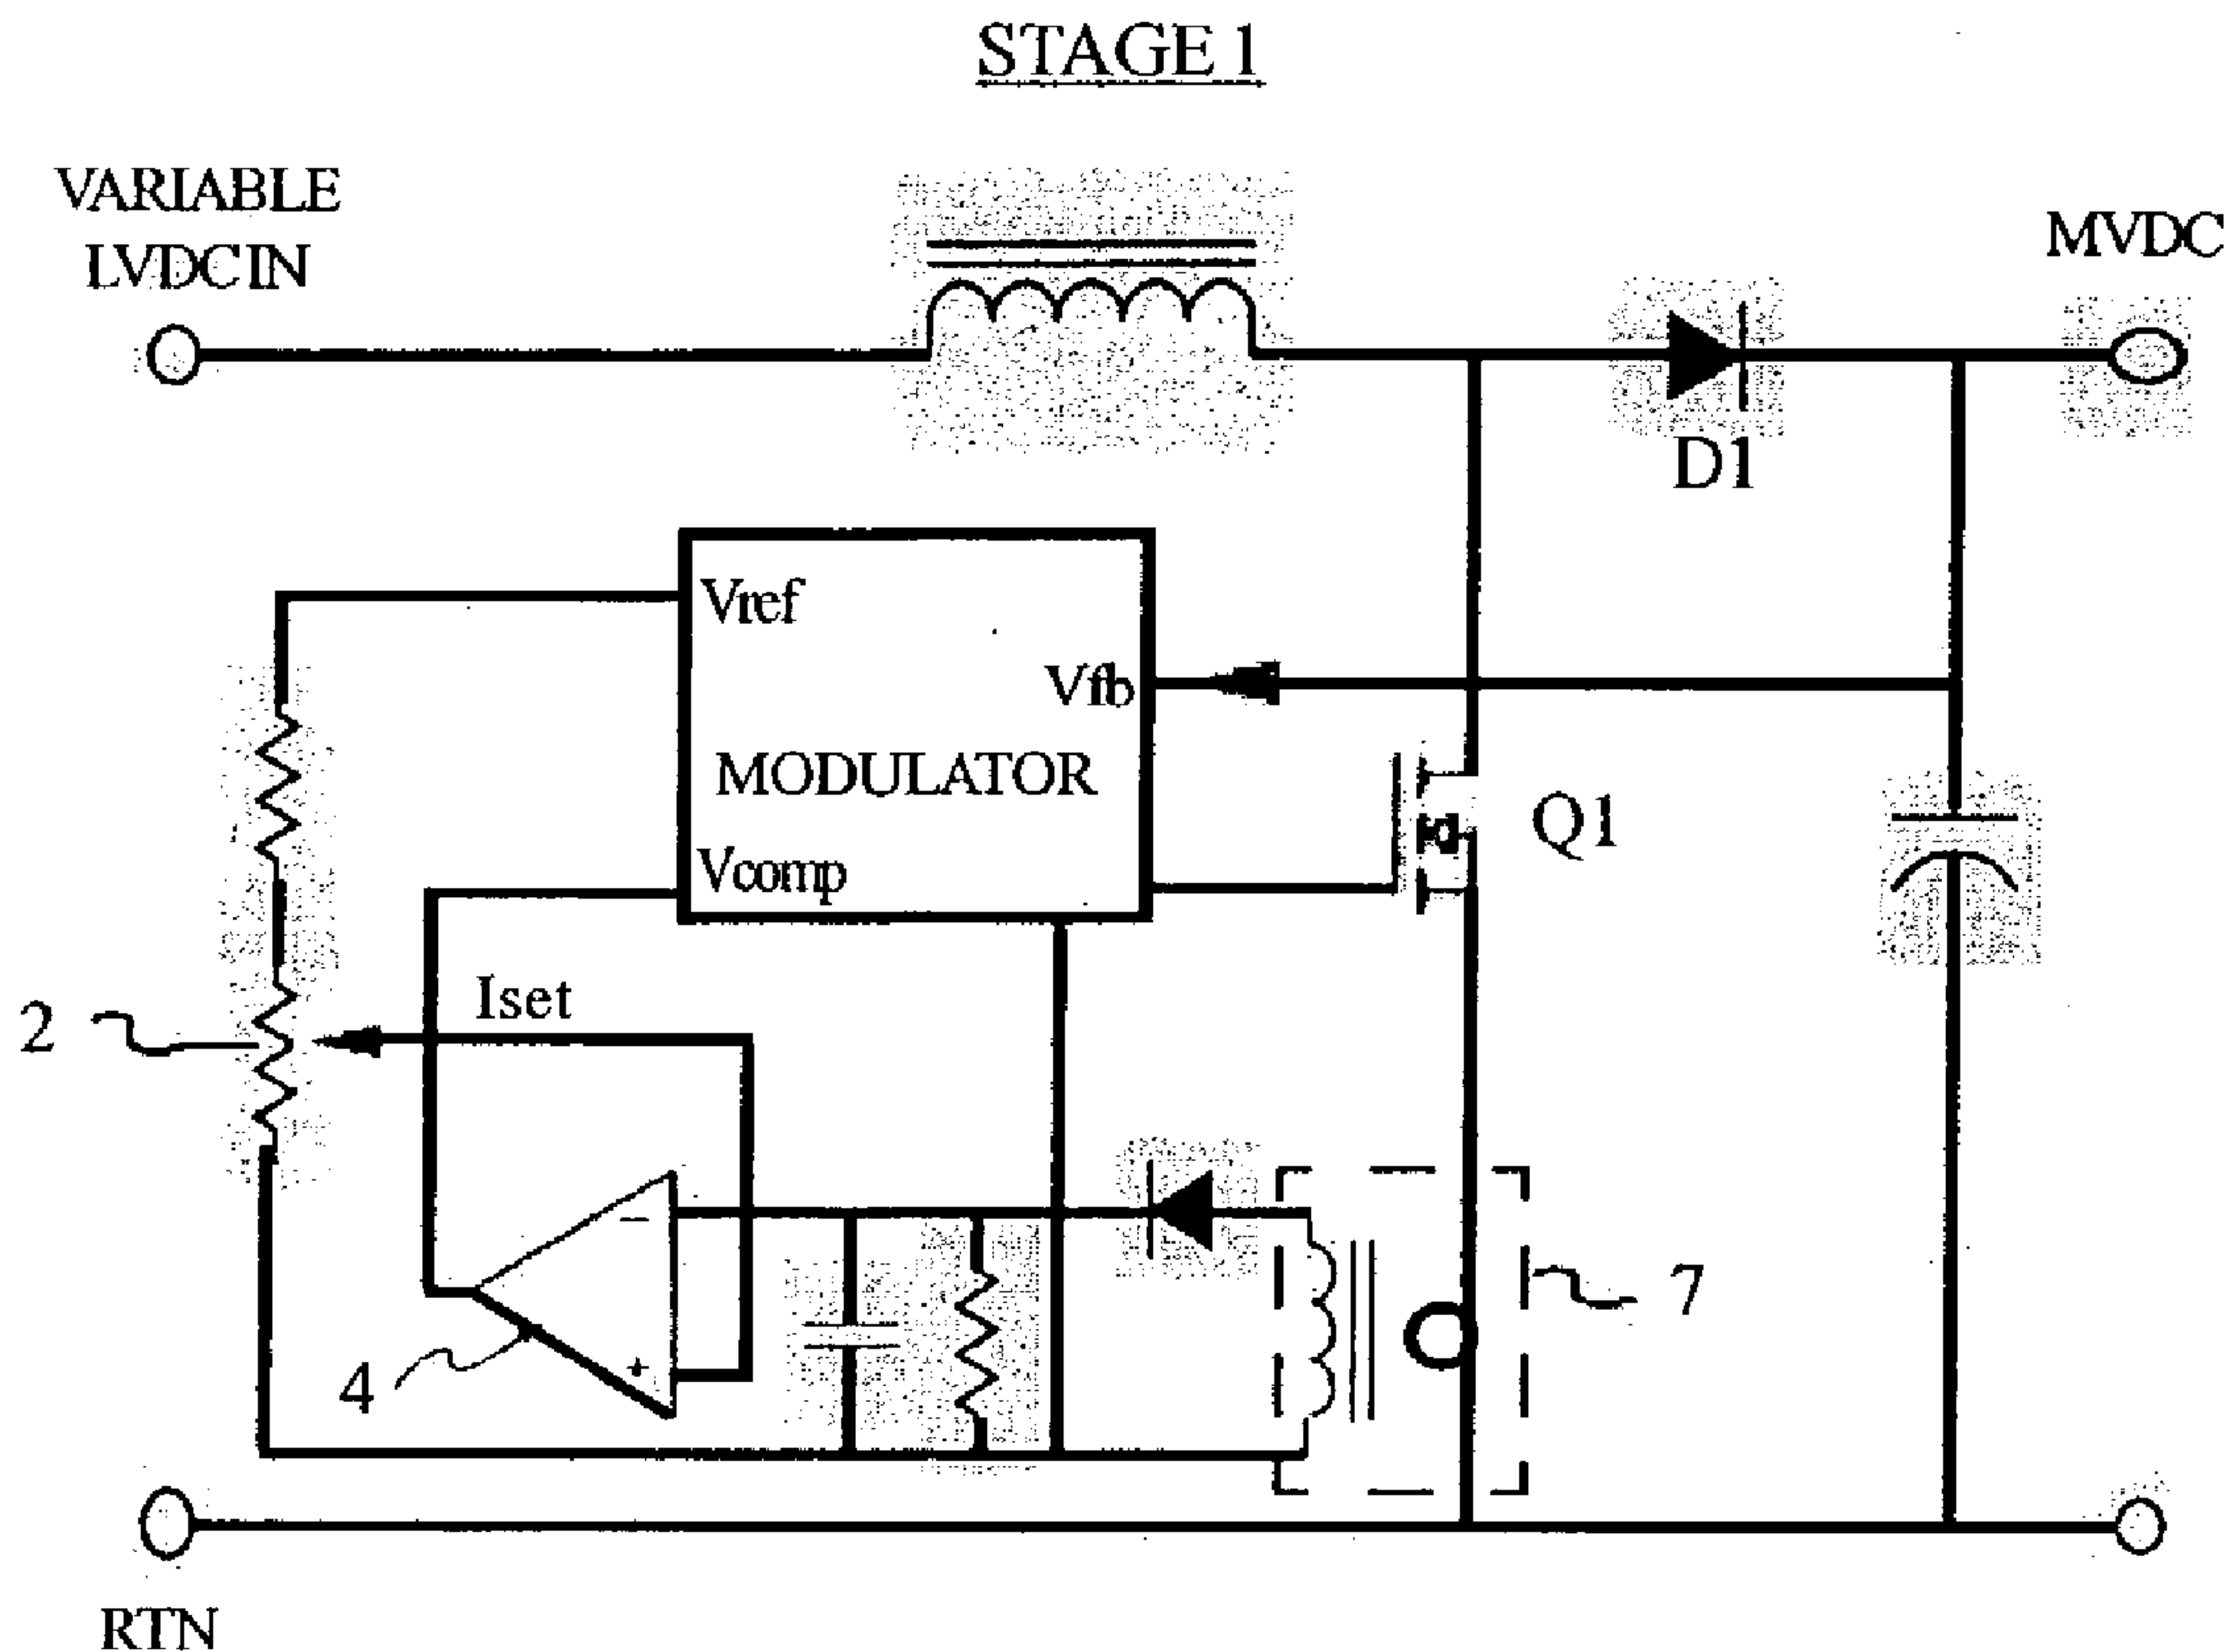 STAGE 1
VARIABLE
LVDC IN
MVDC
D1
Vref
Vfb
MODULATOR
Q1
Vcomp
Iset
2
−
7
+
4
RTN